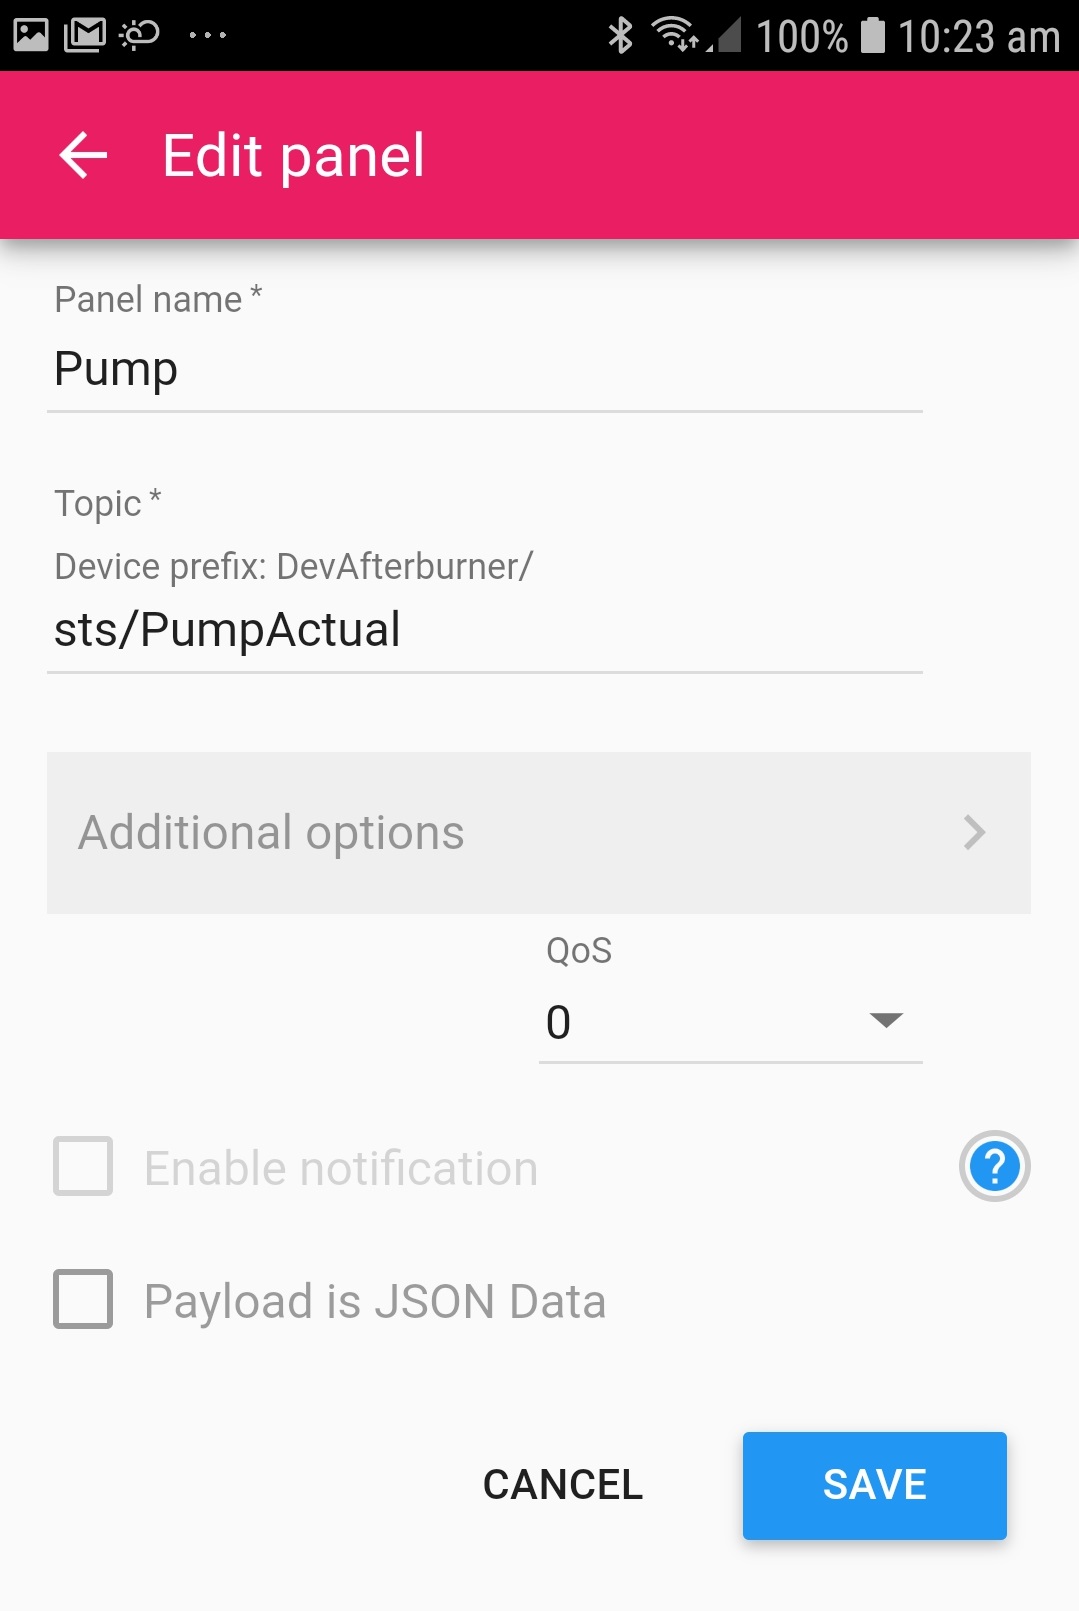 100% 10:23 am
Edit panel
Panel name *
Pump
Topic *
Device prefix: DevAfterburner/
sts/PumpActual
Additional options
QoS
0
Enable notification ?
Payload is JSON Data
CANCEL SAVE